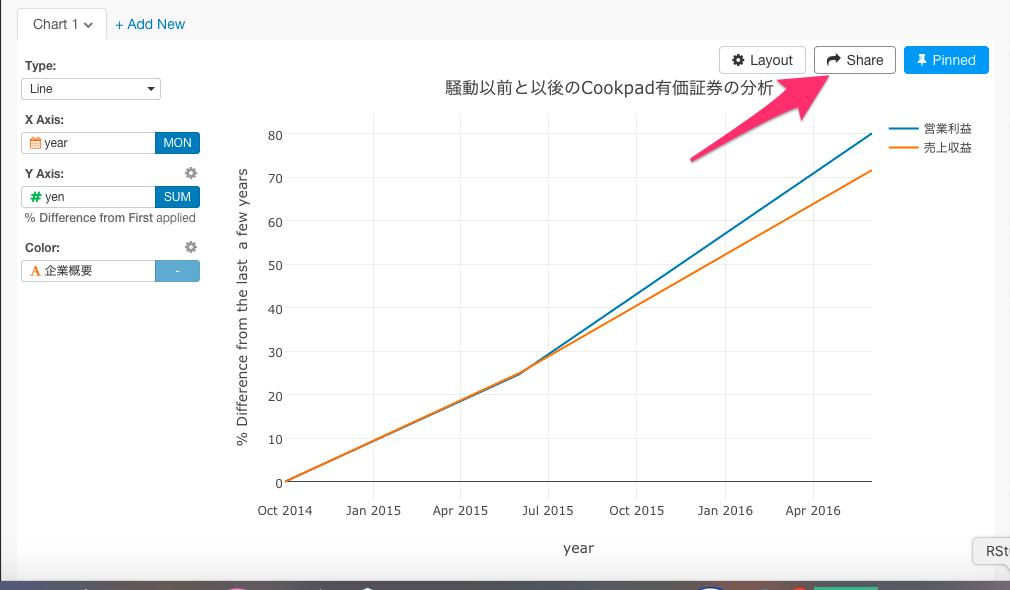 Chart 1
+ Add New
Layout
Share
Pinned
Type:
Line
X Axis:
year
MON
Y Axis:
# yen
SUM
% Difference from First applied
Color:
A 企業概要
-
騒動以前と以後のCookpad有価証券の分析
営業利益
売上収益
% Difference from the last a few years
80
70
60
50
40
30
20
10
0
Oct 2014
Jan 2015
Apr 2015
Jul 2015
Oct 2015
Jan 2016
Apr 2016
year